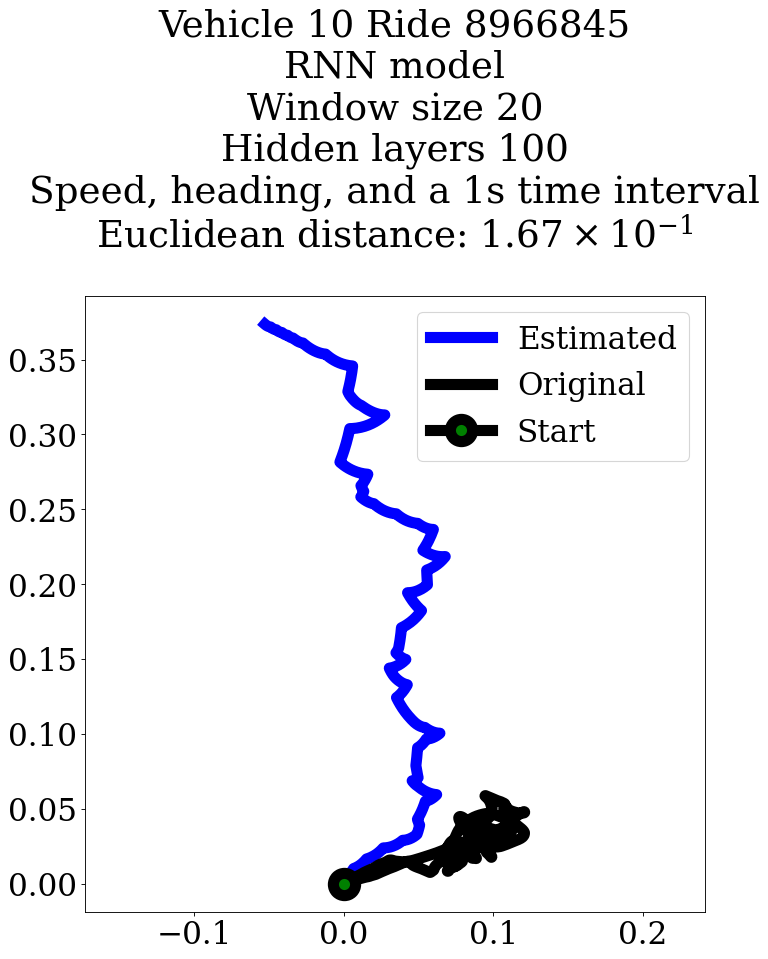 Vehicle 10 Ride 8966845
RNN model
Window size 20
Hidden layers 100
Speed, heading, and a 1s time interval
Euclidean distance: 1.67 × 10⁻¹
Estimated
Original
Start
0.35
0.30
0.25
0.20
0.15
0.10
0.05
0.00
−0.1
0.0
0.1
0.2